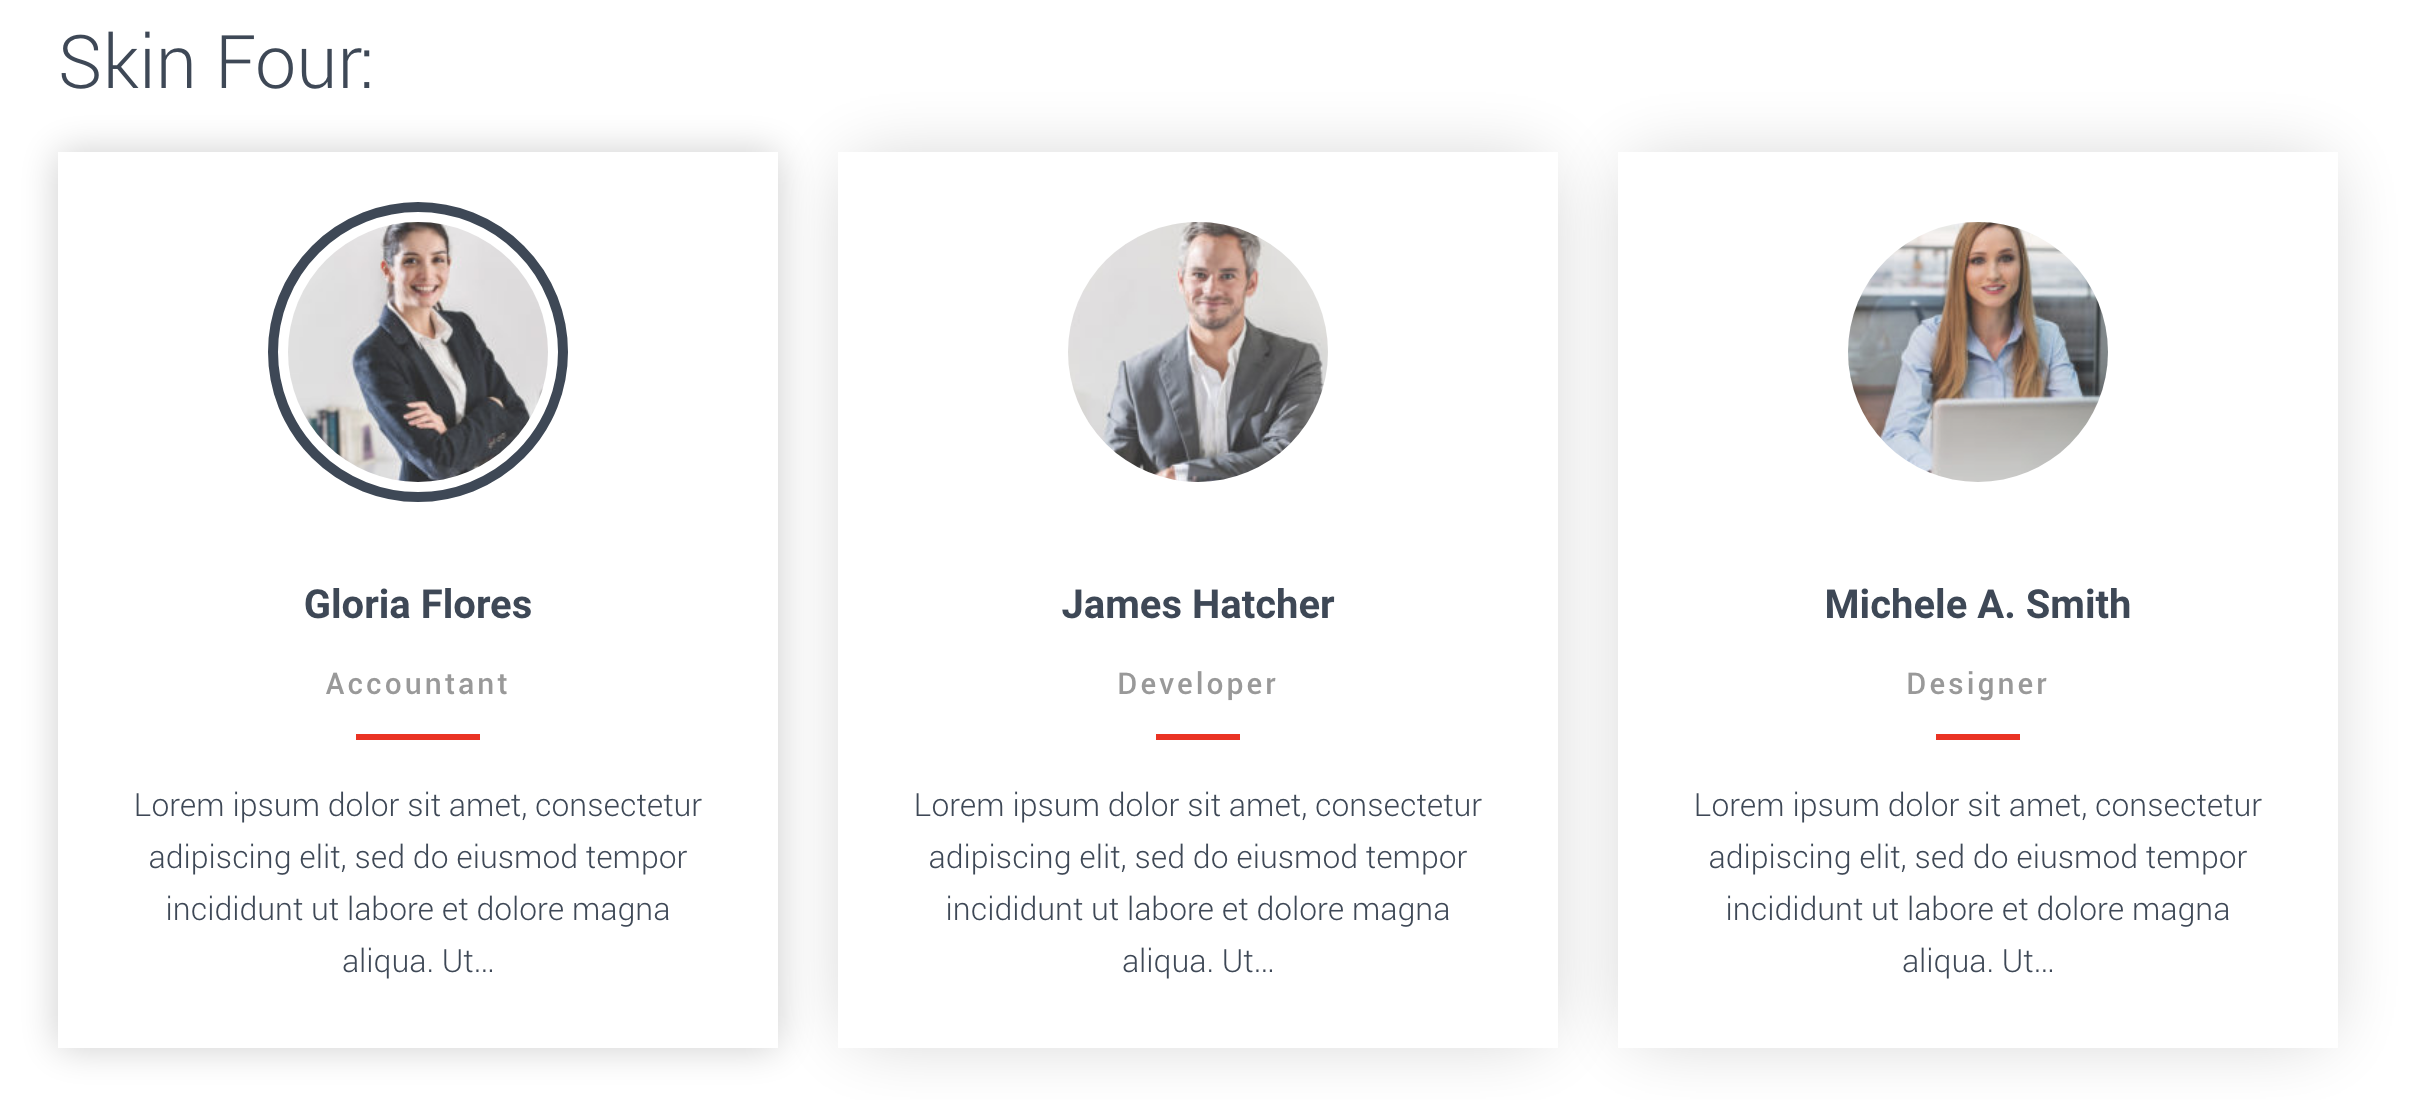 Skin Four:
Gloria Flores
Accountant
Lorem ipsum dolor sit amet, consectetur
adipiscing elit, sed do eiusmod tempor
incididunt ut labore et dolore magna
aliqua. Ut...
James Hatcher
Developer
Lorem ipsum dolor sit amet, consectetur
adipiscing elit, sed do eiusmod tempor
incididunt ut labore et dolore magna
aliqua. Ut...
Michele A. Smith
Designer
Lorem ipsum dolor sit amet, consectetur
adipiscing elit, sed do eiusmod tempor
incididunt ut labore et dolore magna
aliqua. Ut...